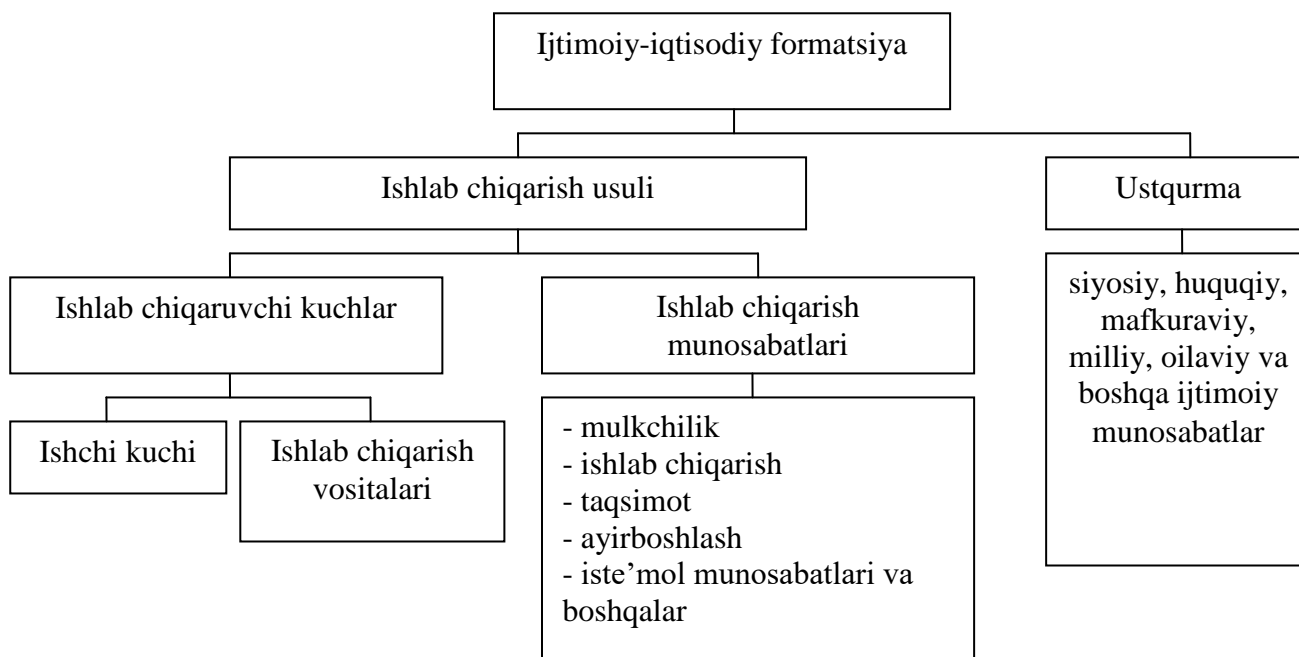 Ijtimoiy-iqtisodiy formatsiya
Ishlab chiqarish usuli
Ustqurma
Ishlab chiqaruvchi kuchlar
Ishlab chiqarish
munosabatlari
siyosiy, huquqiy,
mafkuraviy,
milliy, oilaviy va
boshqa ijtimoiy
munosabatlar
Ishchi kuchi
Ishlab chiqarish
vositalari
- mulkchilik
- ishlab chiqarish
- taqsimot
- ayirboshlash
- iste’mol munosabatlari va
boshqalar